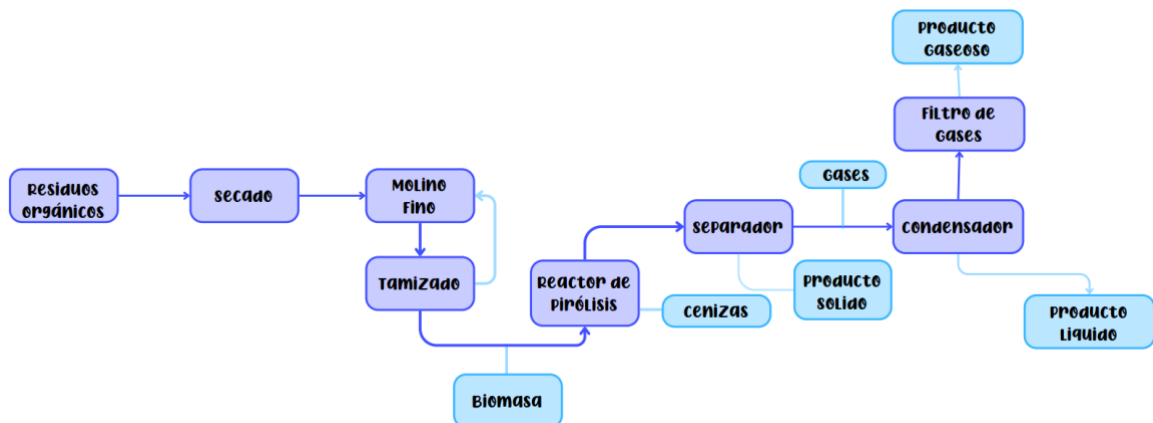 Residuos
orgánicos
Secado
Molino
Fino
Tamizado
Biomasa
Reactor de
Pirólisis
Cenizas
Separador
Producto
Solido
Gases
Condensador
Filtro de
Gases
Producto
Gaseoso
Producto
Liquido